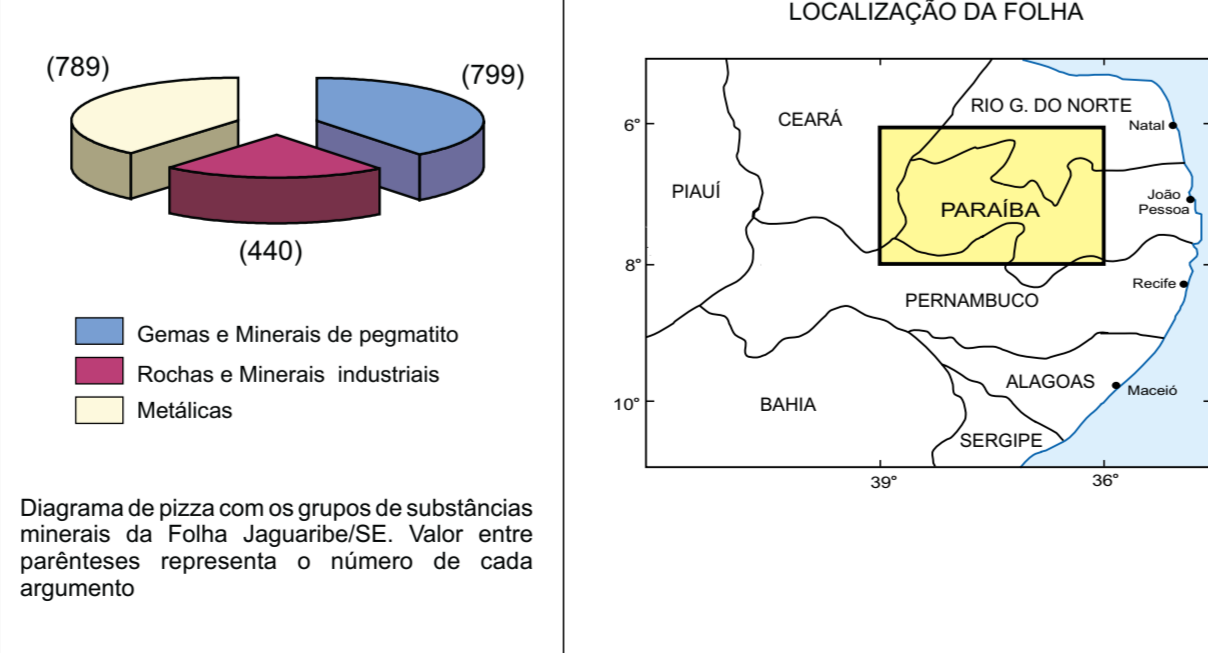 (789)
(799)
(440)
Gemas e Minerais de pegmatito
Rochas e Minerais industriais
Metálicas
Diagrama de pizza com os grupos de substâncias
minerais da Folha Jaguaribe/SE. Valor entre
parênteses representa o número de cada
argumento
LOCALIZAÇÃO DA FOLHA
RIO G. DO NORTE
CEARÁ
6°
Natal
PIAUÍ
João
Pessoa
PARAÍBA
8°
Recife
PERNAMBUCO
ALAGOAS
Maceió
10°
BAHIA
SERGIPE
39°
36°